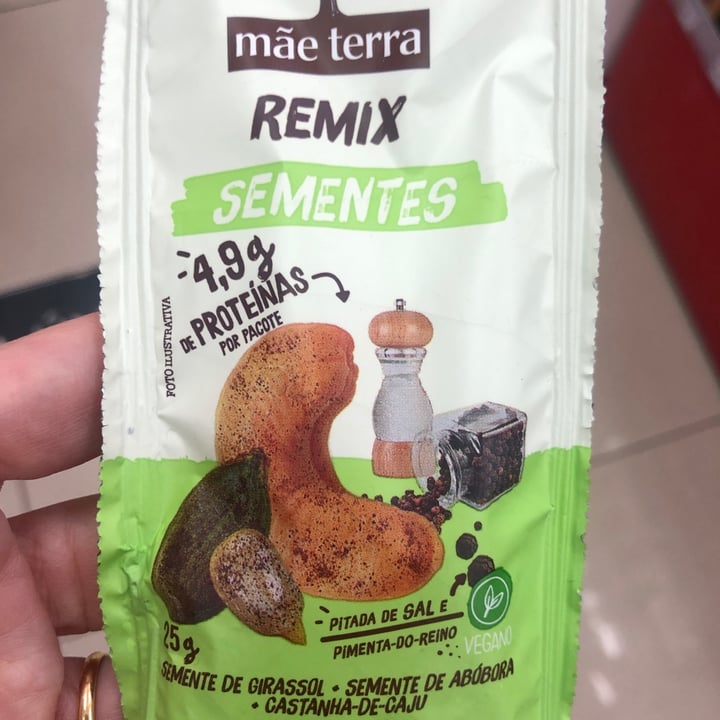 mãe terra
REMIX
SEMENTES
4,9g
DE PROTEÍNAS
POR PACOTE
FOTO ILUSTRATIVA
PITADA DE SAL E
PIMENTA-DO-REINO
VEGANO
25g
SEMENTE DE GIRASSOL • SEMENTE DE ABÓBORA
• CASTANHA-DE-CAJU